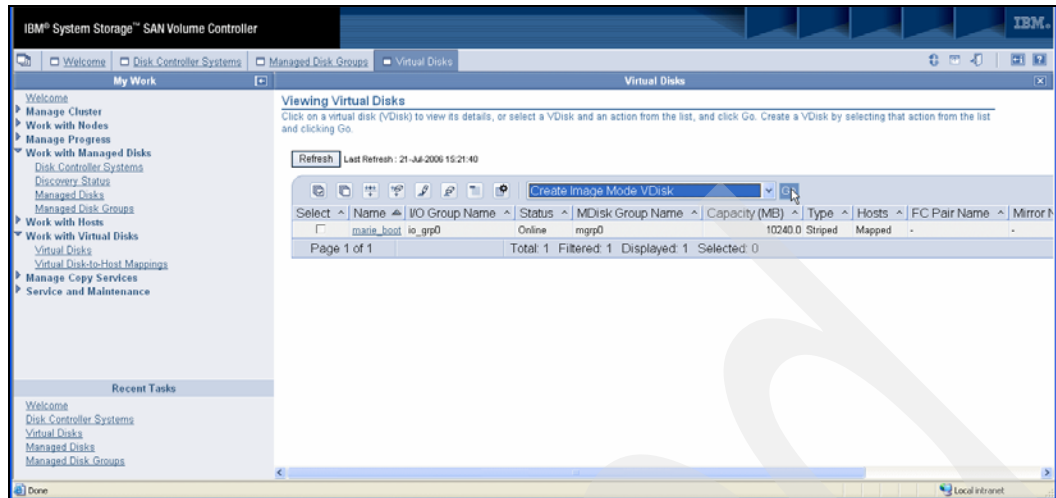 IBM® System Storage™ SAN Volume Controller
IBM.
Welcome
Disk Controller Systems
Managed Disk Groups
Virtual Disks
My Work
Virtual Disks
Welcome
Manage Cluster
Work with Nodes
Manage Progress
Work with Managed Disks
Disk Controller Systems
Discovery Status
Managed Disks
Managed Disk Groups
Work with Hosts
Work with Virtual Disks
Virtual Disks
Virtual Disk-to-Host Mappings
Manage Copy Services
Service and Maintenance
Recent Tasks
Welcome
Disk Controller Systems
Virtual Disks
Managed Disks
Managed Disk Groups
Viewing Virtual Disks
Click on a virtual disk (VDisk) to view its details, or select a VDisk and an action from the list, and click Go. Create a VDisk by selecting that action from the list
and clicking Go.
Refresh Last Refresh : 21-Jul-2006 15:21:40
Create Image Mode VDisk Go
Select Name I/O Group Name Status MDisk Group Name Capacity (MB) Type Hosts FC Pair Name Mirror N
marie_boot io_grp0 Online mgrp0 10240.0 Striped Mapped - -
Page 1 of 1 Total: 1 Filtered: 1 Displayed: 1 Selected: 0
Done
Local intranet